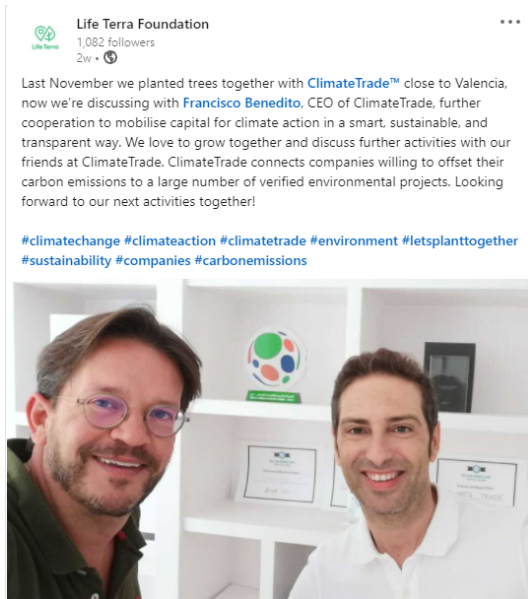 Life Terra Foundation
1,082 followers
2w •
Life Terra
Last November we planted trees together with ClimateTrade™ close to Valencia,
now we're discussing with Francisco Benedito, CEO of ClimateTrade, further
cooperation to mobilise capital for climate action in a smart, sustainable, and
transparent way. We love to grow together and discuss further activities with our
friends at ClimateTrade. ClimateTrade connects companies willing to offset their
carbon emissions to a large number of verified environmental projects. Looking
forward to our next activities together!
#climatechange #climateaction #climatetrade #environment #letsplanttogether
#sustainability #companies #carbonemissions